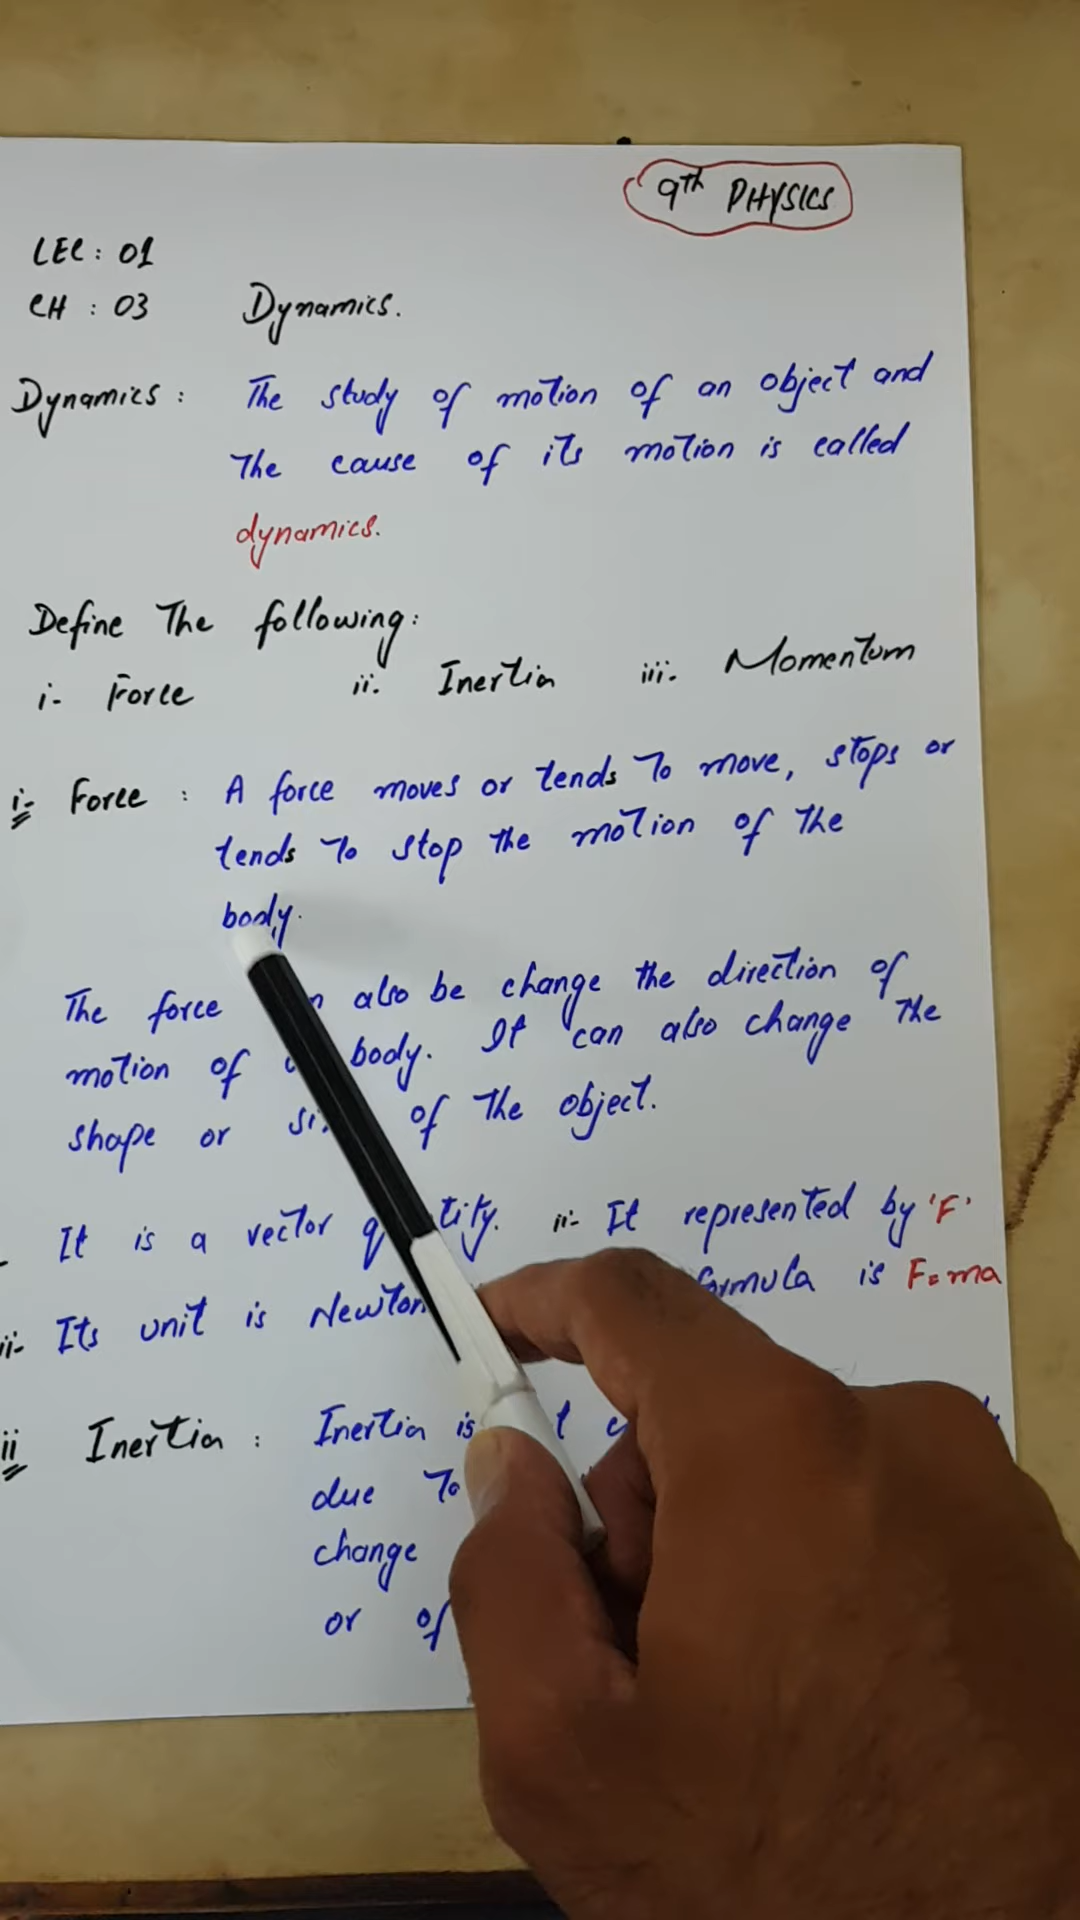 9th PHYSICS
LEC: 01
CH : 03 Dynamics.
Dynamics : The study of motion of an object and
The cause of its motion is called
dynamics.
Define The following:
i- Force ii- Inertia iii- Momentum
i- Force : A force moves or tends To move, stops or
tends To stop the motion of the
body.
The force also be change the direction of
motion of body. It can also change the
shape or of the object.
It is a vector ii- It represented by 'F'
ii- Its unit is Newton formula is F=ma
ii Inertia : Inertia is
due To
change
or of